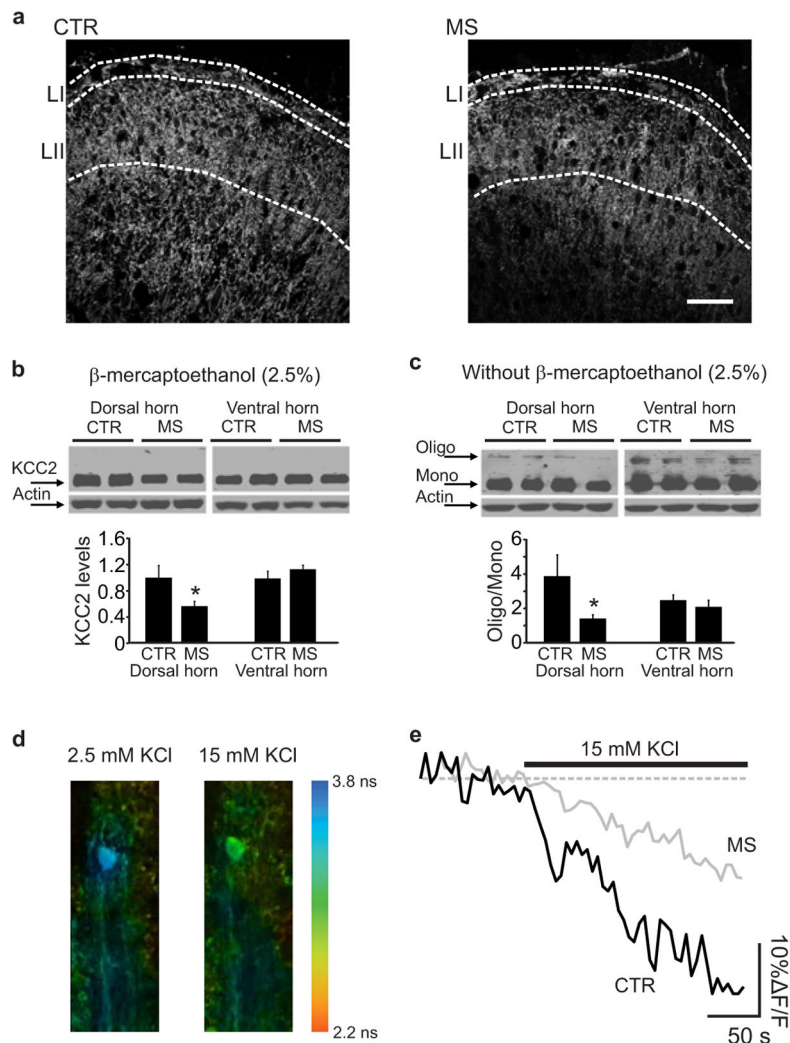 a
CTR
MS
LI
LII
LI
LII
b
β-mercaptoethanol (2.5%)
Dorsal horn
Ventral horn
CTR MS CTR MS
KCC2
Actin
1.6
1.2
0.8
0.4
0
KCC2 levels
CTR MS CTR MS
Dorsal horn Ventral horn
*
c
Without β-mercaptoethanol (2.5%)
Dorsal horn
Ventral horn
CTR MS CTR MS
Oligo
Mono
Actin
6
4
2
0
Oligo/Mono
*
CTR MS CTR MS
Dorsal horn Ventral horn
d
2.5 mM KCl 15 mM KCl
3.8 ns
2.2 ns
e
15 mM KCl
MS
CTR
10%ΔF/F
50 s